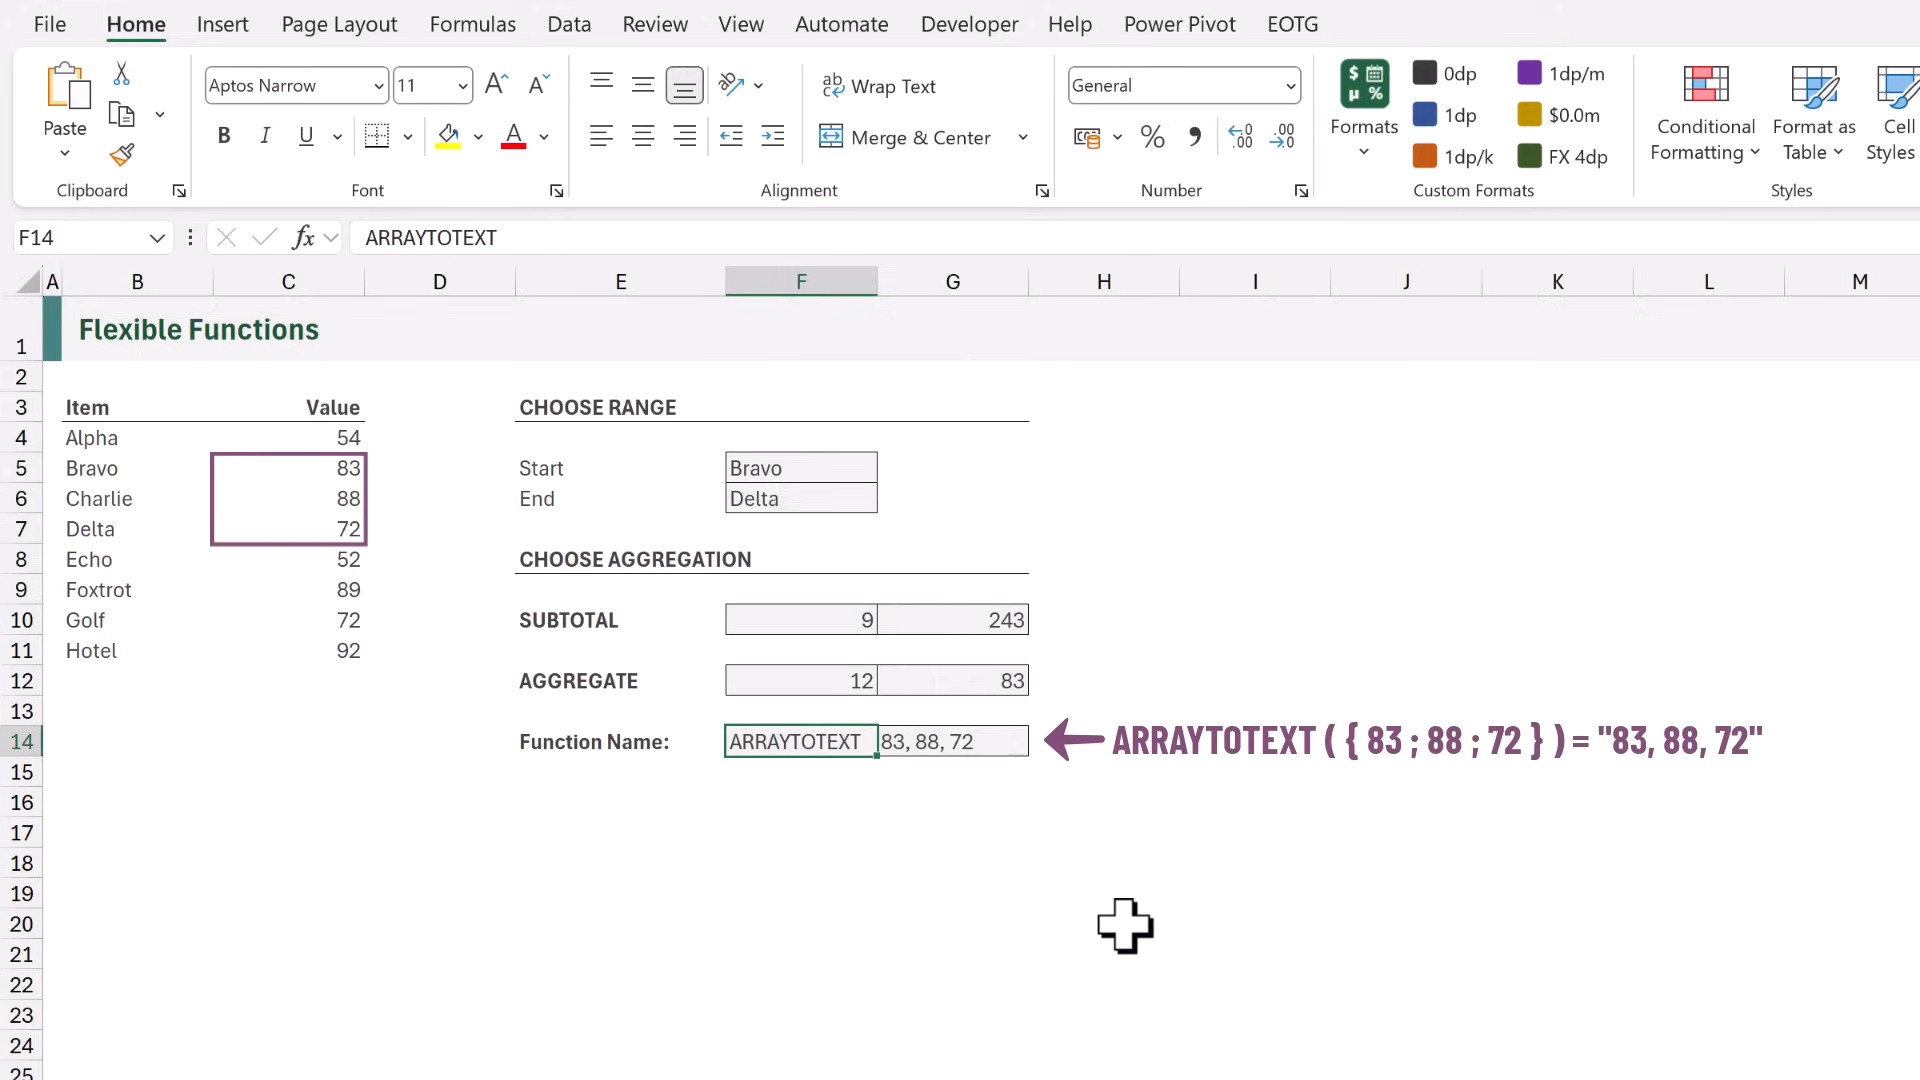 File Home Insert Page Layout Formulas Data Review View Automate Developer Help Power Pivot EOTG
Paste
Clipboard
Aptos Narrow 11 A A
B I U A
Font
ab Wrap Text
Merge & Center
Alignment
General
% .00 .00
Number
Formats
0dp 1dp/m
1dp $0.0m
1dp/k FX 4dp
Custom Formats
Conditional Formatting
Format as Table
Cell Styles
Styles
F14 fx ARRAYTOTEXT
A B C D E F G H I J K L M
1 Flexible Functions
2
3 Item Value CHOOSE RANGE
4 Alpha 54
5 Bravo 83 Start Bravo
6 Charlie 88 End Delta
7 Delta 72
8 Echo 52 CHOOSE AGGREGATION
9 Foxtrot 89
10 Golf 72 SUBTOTAL 9 243
11 Hotel 92
12 AGGREGATE 12 83
13
14 Function Name: ARRAYTOTEXT 83, 88, 72 ARRAYTOTEXT ( { 83 ; 88 ; 72 } ) = "83, 88, 72"
15
16
17
18
19
20
21
22
23
24
25